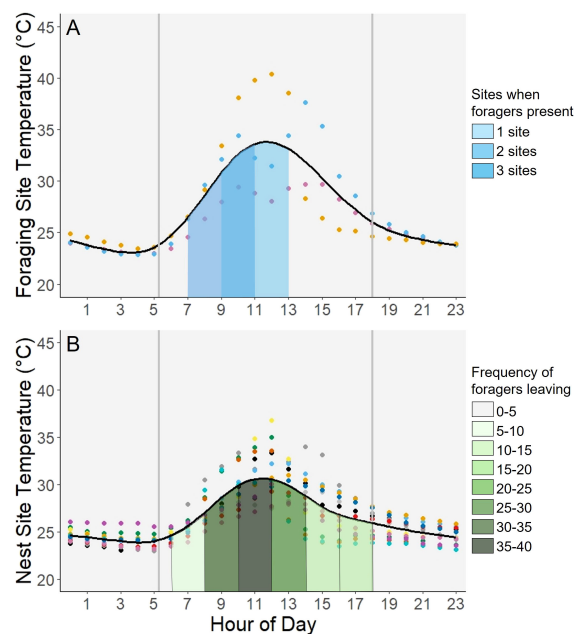 A
Foraging Site Temperature (°C)
45
40
35
30
25
20
1 3 5 7 9 11 13 15 17 19 21 23
Sites when
foragers present
1 site
2 sites
3 sites
B
Nest Site Temperature (°C)
45
40
35
30
25
20
1 3 5 7 9 11 13 15 17 19 21 23
Hour of Day
Frequency of
foragers leaving
0-5
5-10
10-15
15-20
20-25
25-30
30-35
35-40